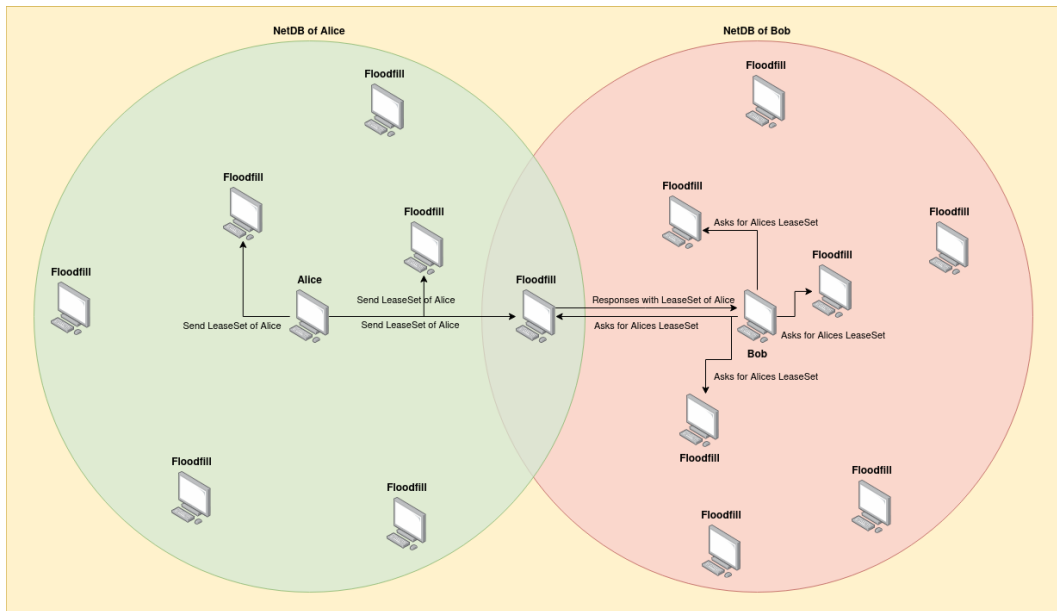 NetDB of Alice
NetDB of Bob
Floodfill
Floodfill
Floodfill
Floodfill
Floodfill
Floodfill
Floodfill
Asks for Alices LeaseSet
Floodfill
Floodfill
Alice
Floodfill
Send LeaseSet of Alice
Responses with LeaseSet of Alice
Send LeaseSet of Alice
Send LeaseSet of Alice
Asks for Alices LeaseSet
Asks for Alices LeaseSet
Bob
Asks for Alices LeaseSet
Floodfill
Floodfill
Floodfill
Floodfill
Floodfill